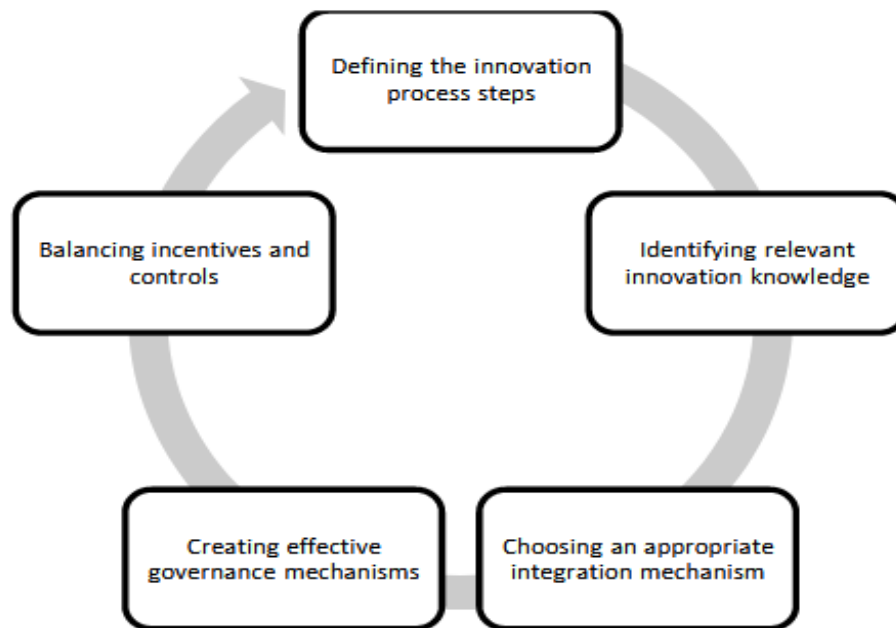 Defining the innovation
process steps
Identifying relevant
innovation knowledge
Choosing an appropriate
integration mechanism
Creating effective
governance mechanisms
Balancing incentives and
controls